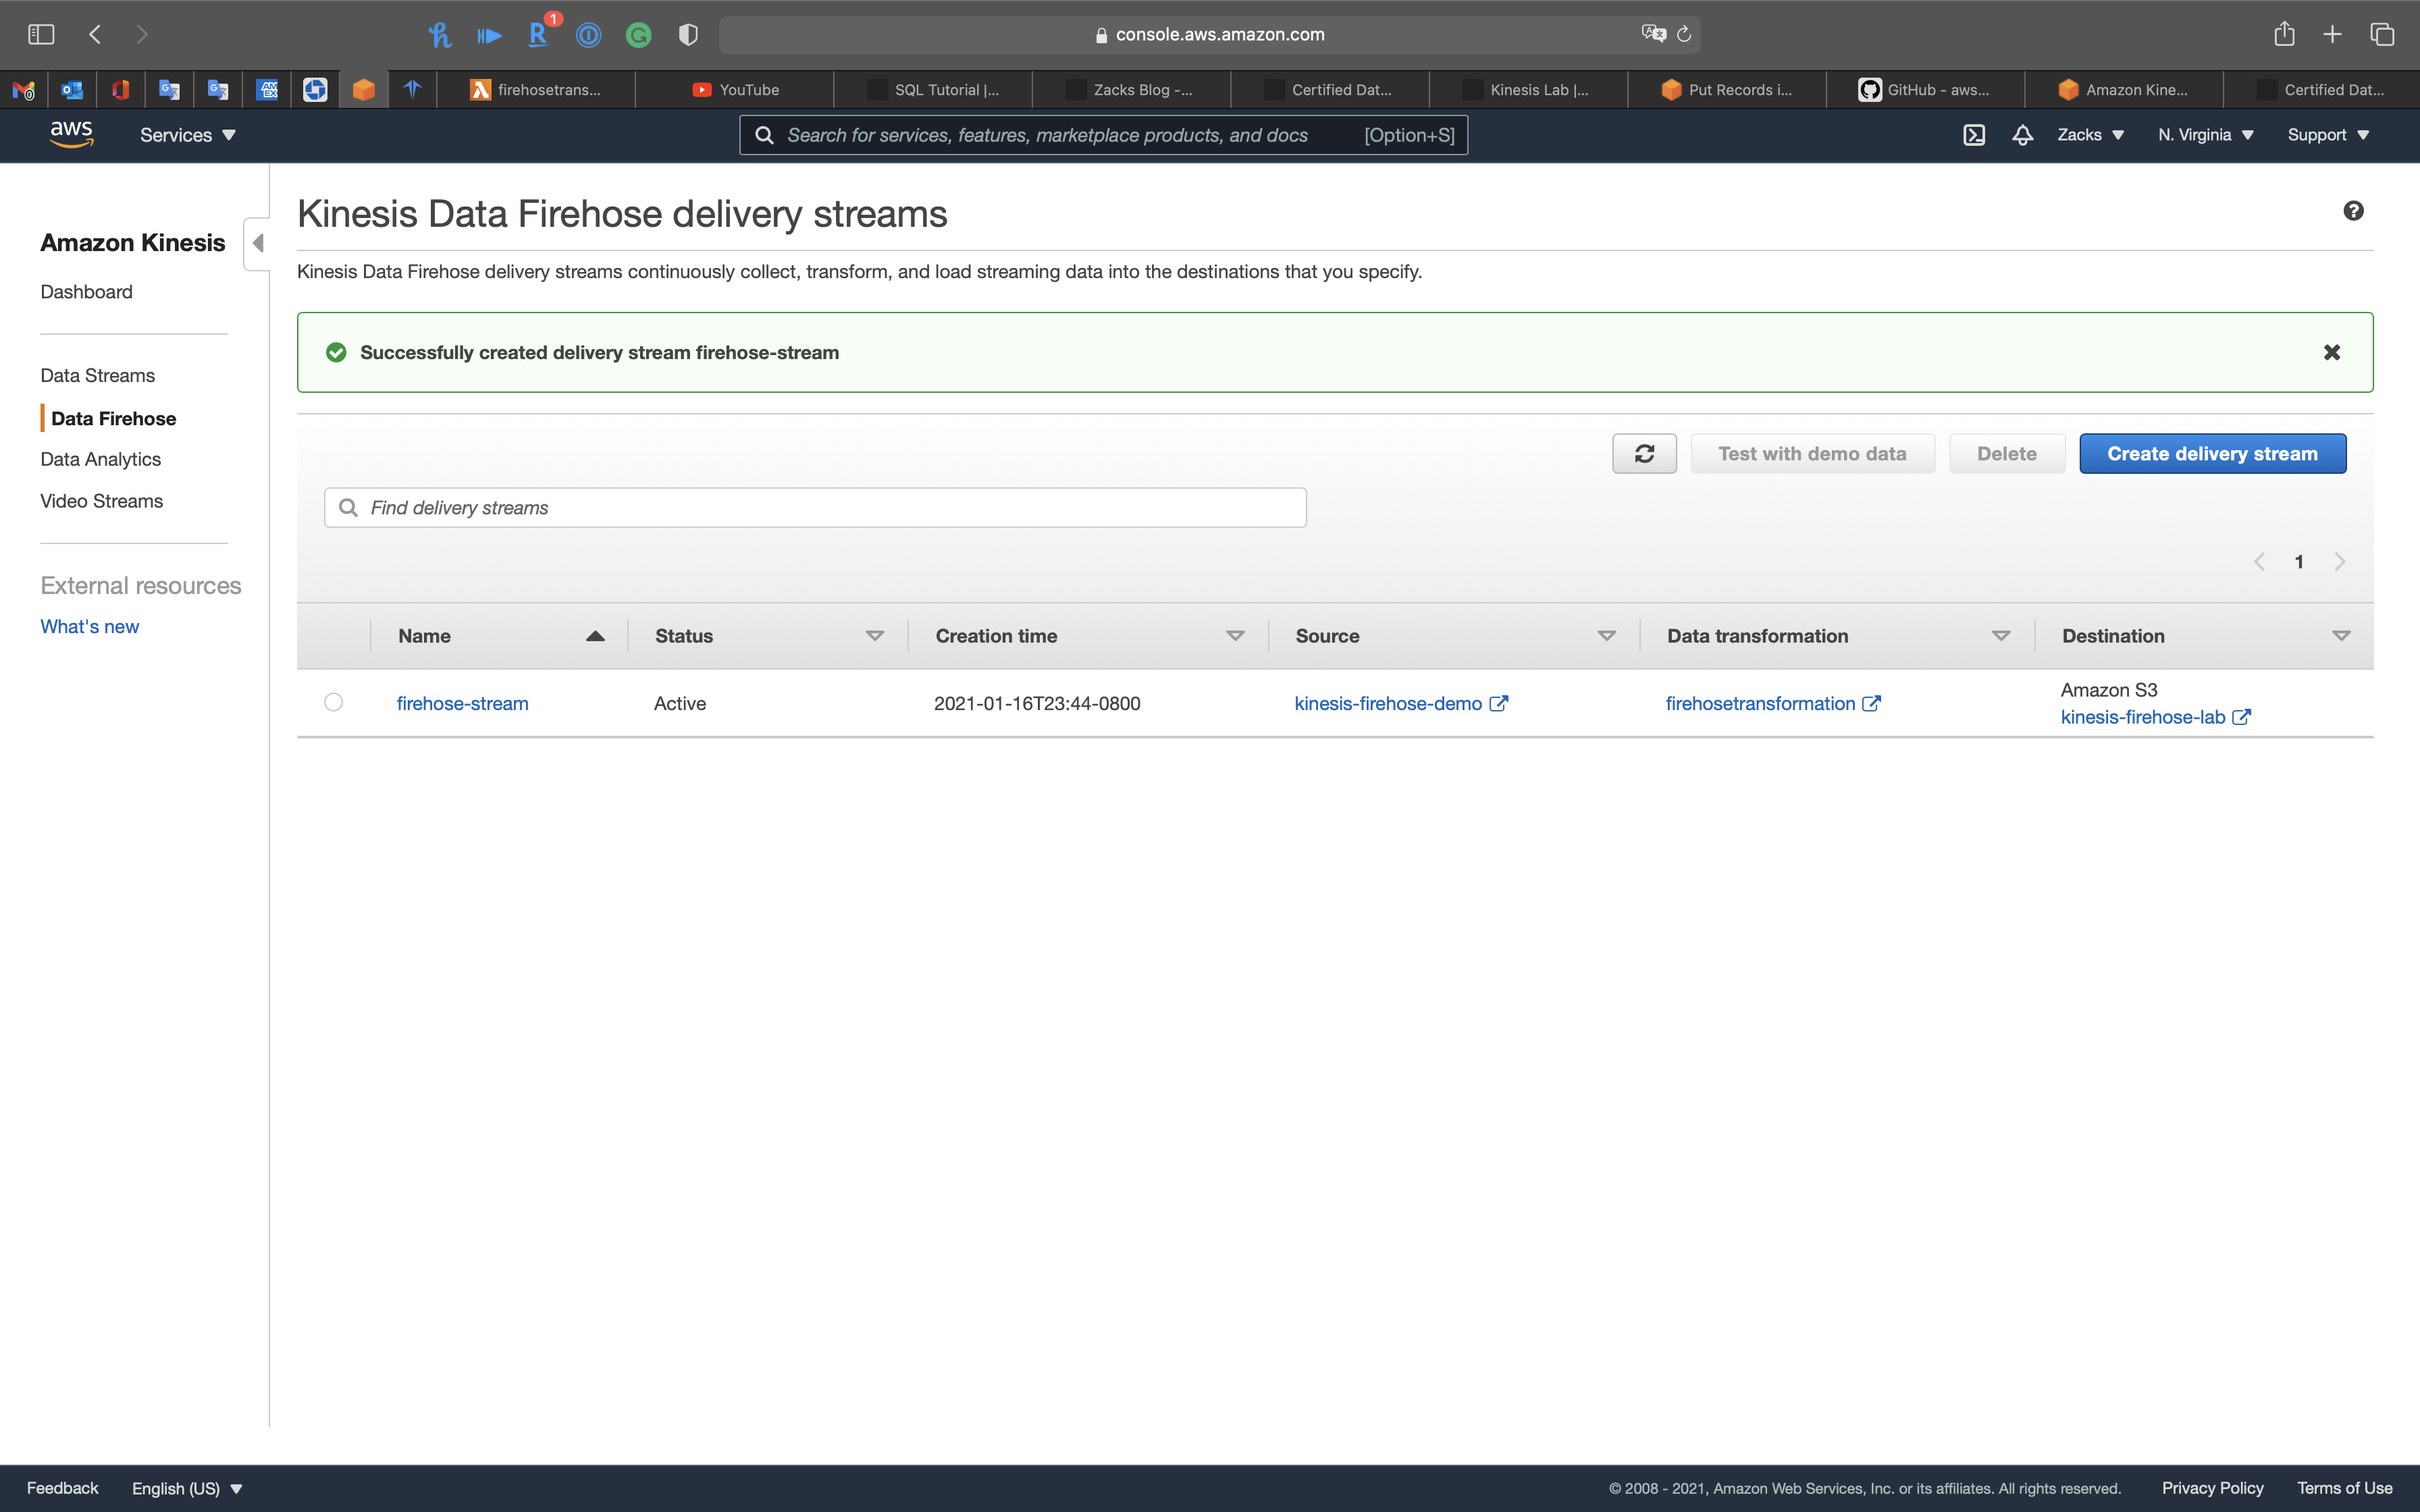 1
console.aws.amazon.com
firehosetrans...
YouTube
SQL Tutorial |...
Zacks Blog -...
Certified Dat...
Kinesis Lab |...
Put Records i...
GitHub - aws...
Amazon Kine...
Certified Dat...
aws
Services
Search for services, features, marketplace products, and docs [Option+S]
Zacks
N. Virginia
Support
Amazon Kinesis
Dashboard
Data Streams
Data Firehose
Data Analytics
Video Streams
External resources
What's new
Kinesis Data Firehose delivery streams
Kinesis Data Firehose delivery streams continuously collect, transform, and load streaming data into the destinations that you specify.
Successfully created delivery stream firehose-stream
Test with demo data
Delete
Create delivery stream
Find delivery streams
1
Name Status Creation time Source Data transformation Destination
firehose-stream Active 2021-01-16T23:44-0800 kinesis-firehose-demo firehosetransformation Amazon S3
kinesis-firehose-lab
Feedback English (US) © 2008 - 2021, Amazon Web Services, Inc. or its affiliates. All rights reserved. Privacy Policy Terms of Use